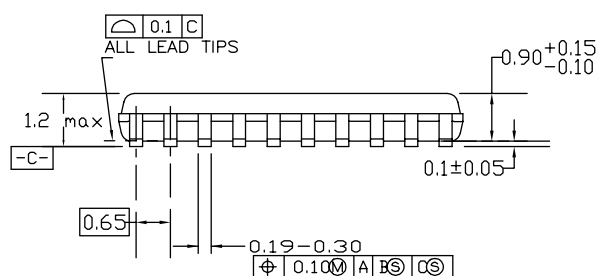 0.1 C
ALL LEAD TIPS
0.90 +0.15 -0.10
1.2 max
-C-
0.1±0.05
0.65
0.19-0.30
0.10Ⓜ A BⓈ CⓈ